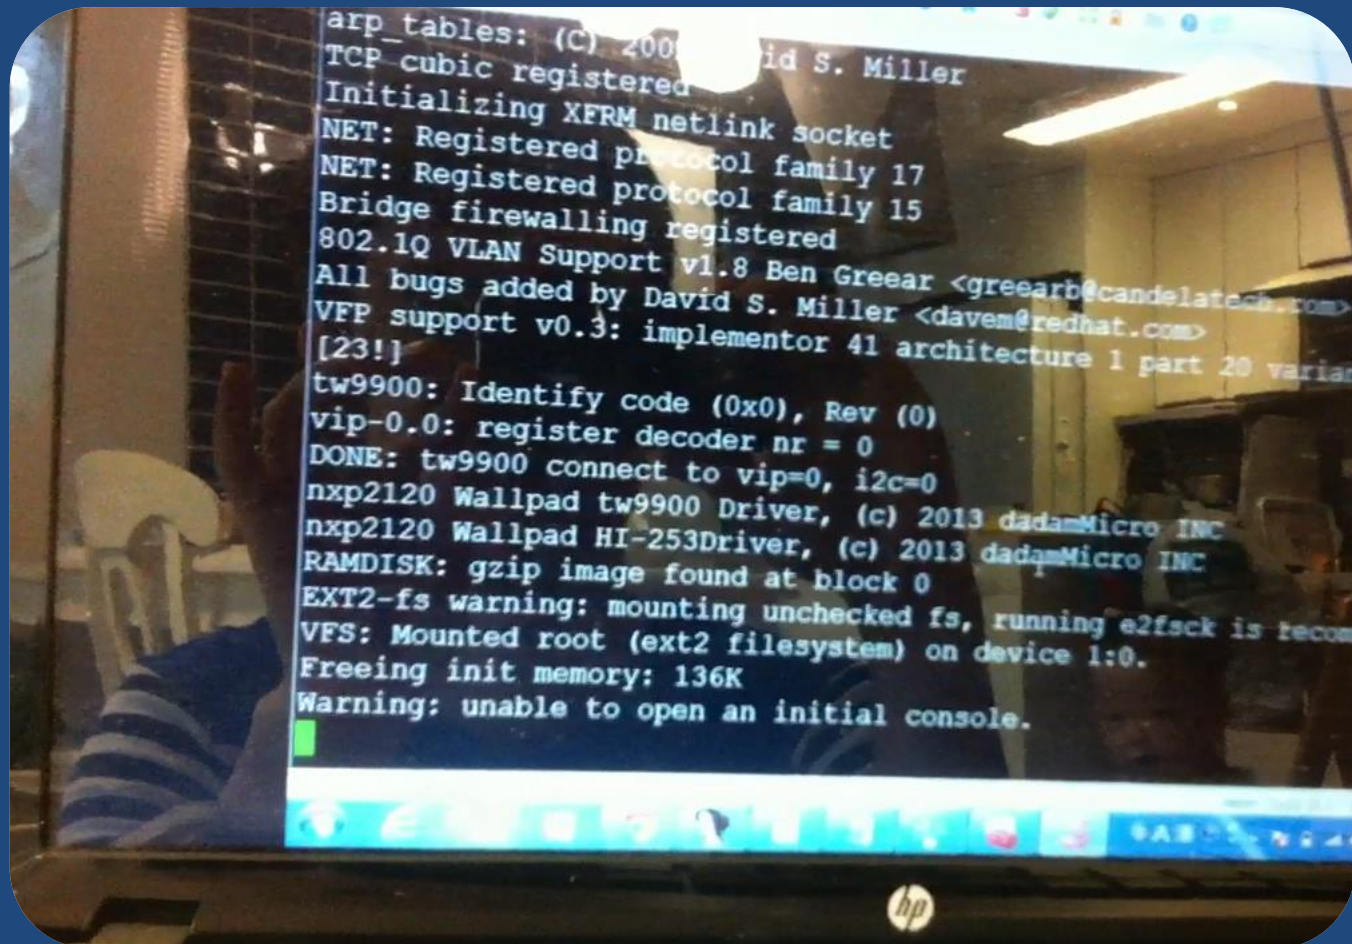 arp_tables: (C) 200 id S. Miller
TCP cubic registered
Initializing XFRM netlink socket
NET: Registered protocol family 17
NET: Registered protocol family 15
Bridge firewalling registered
802.1Q VLAN Support v1.8 Ben Greear <greearb@candelatech.com>
All bugs added by David S. Miller <davem@redhat.com>
VFP support v0.3: implementor 41 architecture 1 part 20 varian
[23!]
tw9900: Identify code (0x0), Rev (0)
vip-0.0: register decoder nr = 0
DONE: tw9900 connect to vip=0, i2c=0
nxp2120 Wallpad tw9900 Driver, (c) 2013 dadamMicro INC
nxp2120 Wallpad HI-253Driver, (c) 2013 dadamMicro INC
RAMDISK: gzip image found at block 0
EXT2-fs warning: mounting unchecked fs, running e2fsck is recom
VFS: Mounted root (ext2 filesystem) on device 1:0.
Freeing init memory: 136K
Warning: unable to open an initial console.
hp